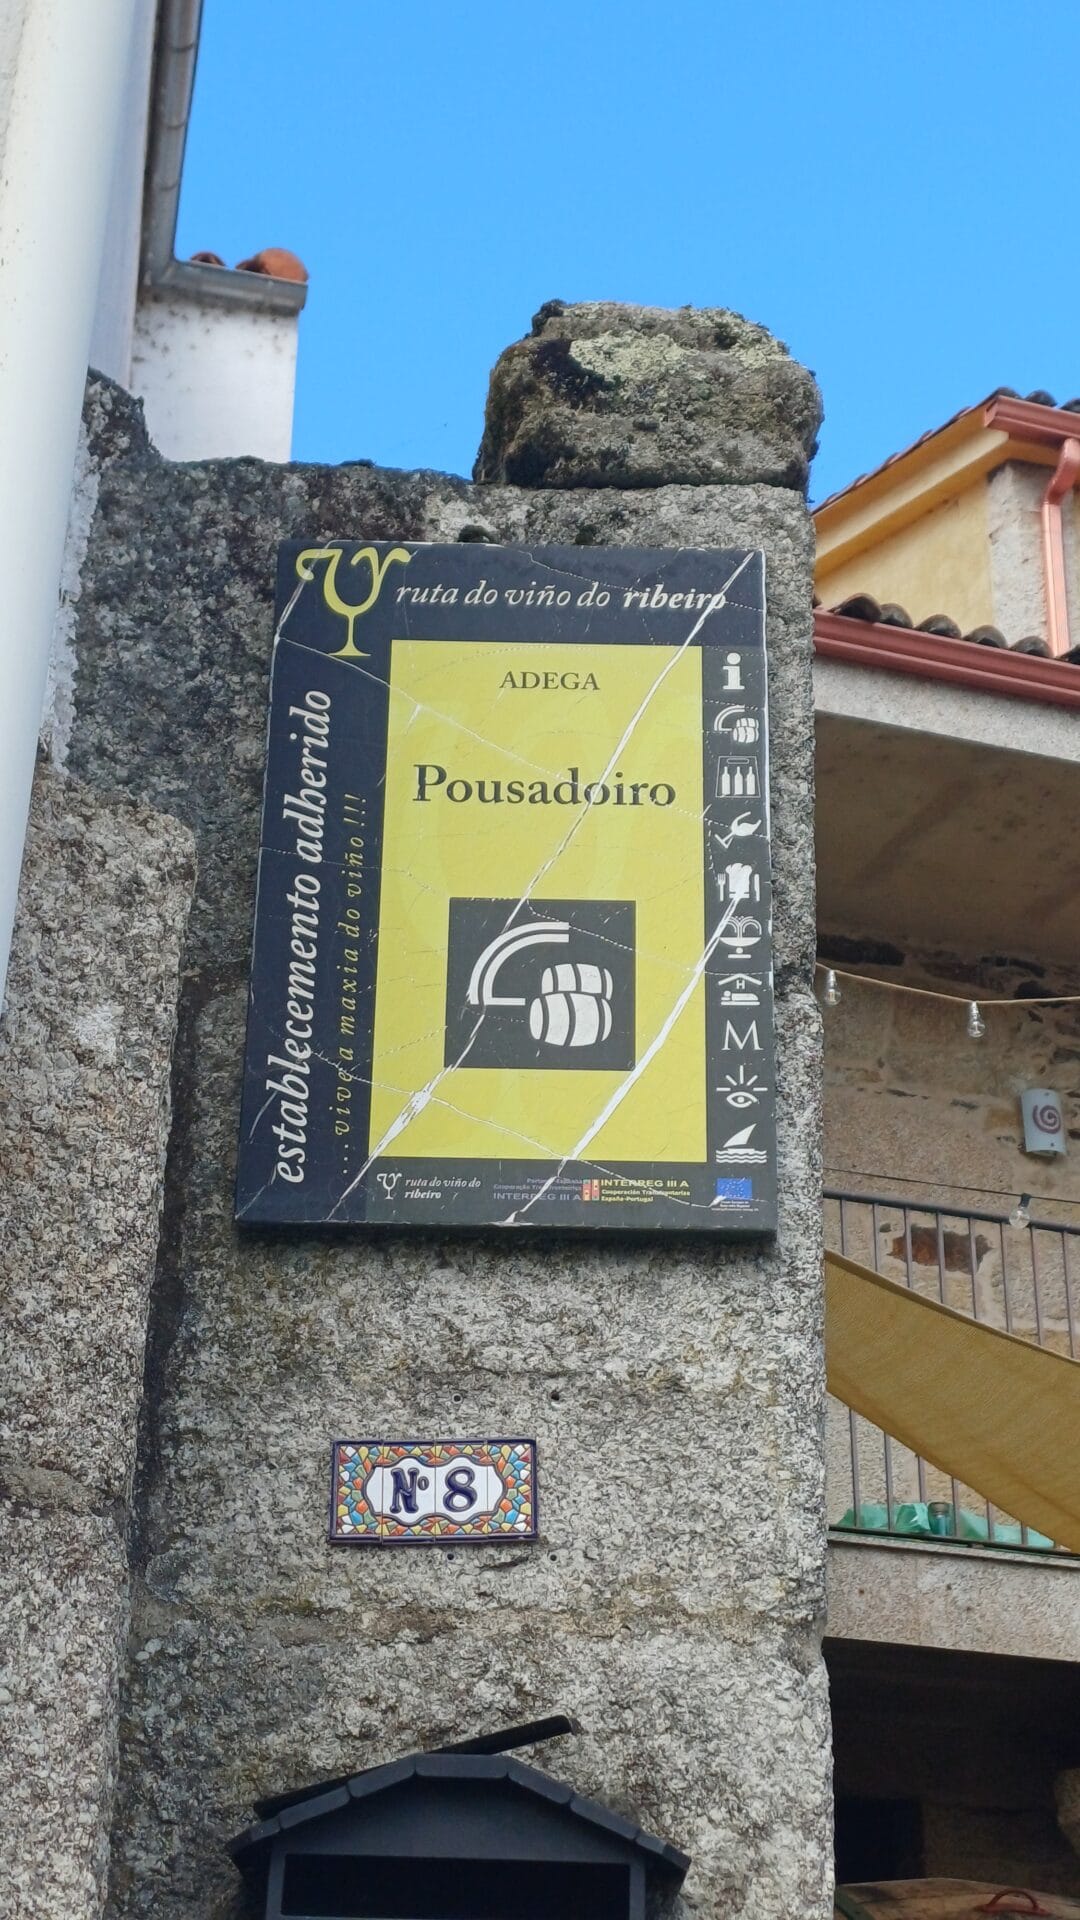 ruta do viño do ribeiro
ADEGA
Pousadoiro
establecemento adherido
...vive a maxia do viño!!!
i
H
M
ruta do viño do
ribeiro
INTERREG III A
INTERREG III A
Cooperación Transfronteriza
España-Portugal
Nº 8